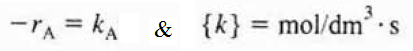 −r_A = k_A & {k} = mol/dm³·s